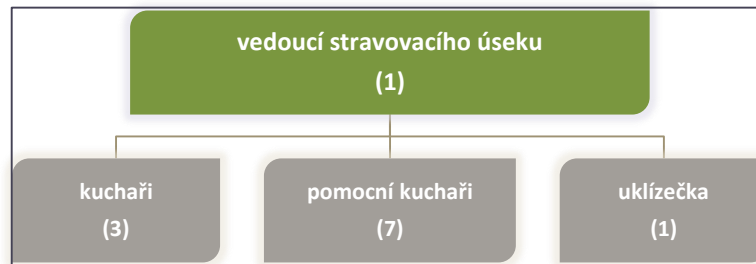 vedoucí stravovacího úseku
(1)
kuchaři
(3)
pomocní kuchaři
(7)
uklízečka
(1)